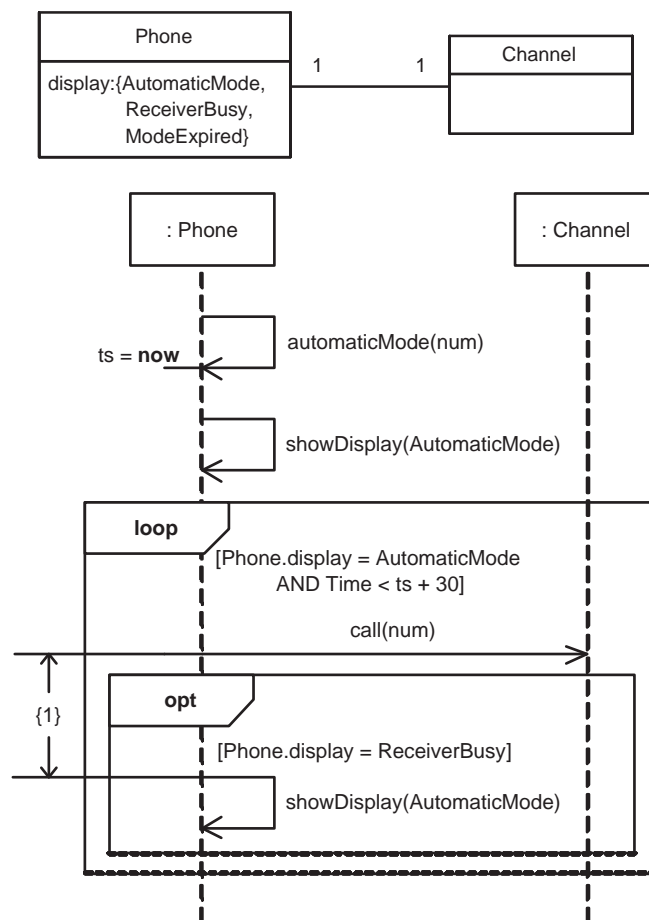 Phone
display:{AutomaticMode,
ReceiverBusy,
ModeExpired}
1
1
Channel
: Phone
: Channel
automaticMode(num)
ts = now
showDisplay(AutomaticMode)
loop
[Phone.display = AutomaticMode
AND Time < ts + 30]
call(num)
{1}
opt
[Phone.display = ReceiverBusy]
showDisplay(AutomaticMode)